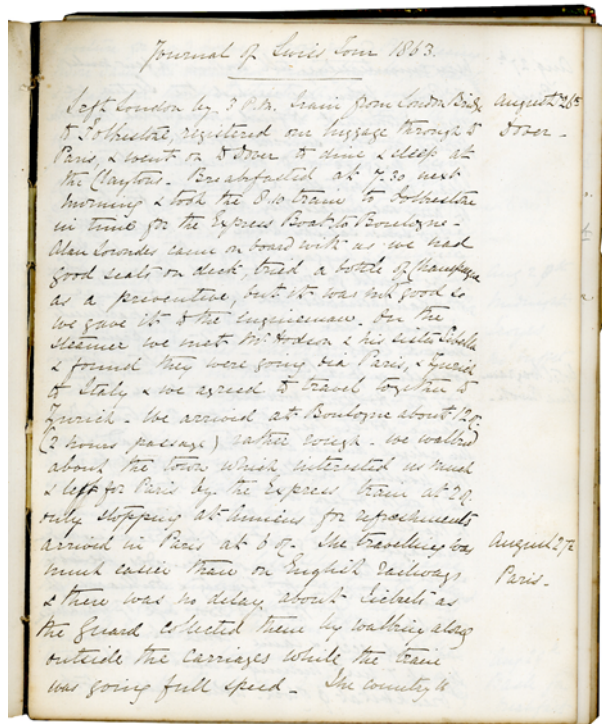 Journal of Swiss Tour 1863.
Left London by 3 P.M. Train from London Bridge August 26th
to Folkestone, registered our luggage through to Dover -
Paris, & went on to Dover to dine & sleep at
the Claytons - Breakfasted at 7.30 next
morning & took the 8.10 train to Folkestone
in time for the Express Boat to Boulogne -
Alan Lowndes came on board with us we had
good seats on deck, tried a bottle of Champagne
as a preventive, but it was not good so
we gave it to the engineman. On the
steamer we met Mr Hodson & his sister
& found they were going via Paris, & Zurich
to Italy & we agreed to travel together to
Zurich - We arrived at Boulogne about
(2 hours passage) rather rough - we walked
about the town which interested us much
& left for Paris by the Express train at
only stopping at Amiens for refreshments
arrived in Paris at The travelling was August 27th
much easier than on English railways Paris -
& there was no delay about tickets as
the Guard collected them by walking along
outside the carriages while the train
was going full speed - The country